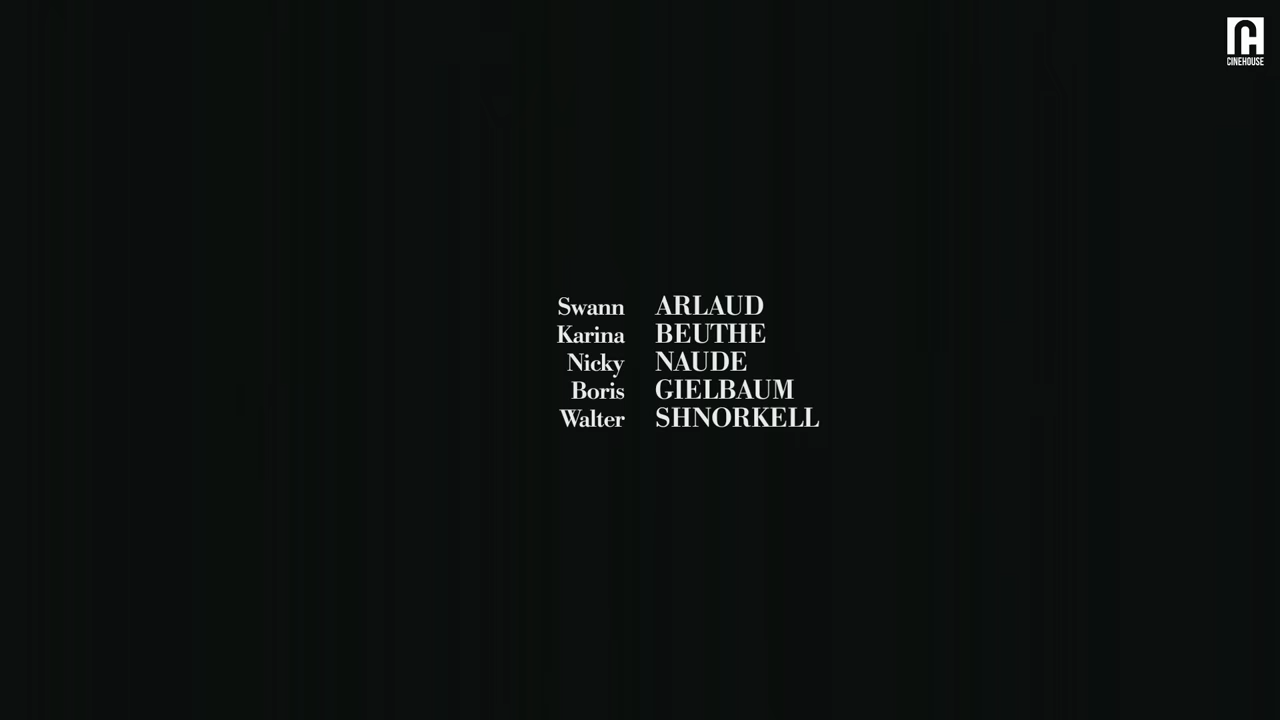 CINEHOUSE
Swann ARLAUD
Karina BEUTHE
Nicky NAUDE
Boris GIELBAUM
Walter SHNORKELL